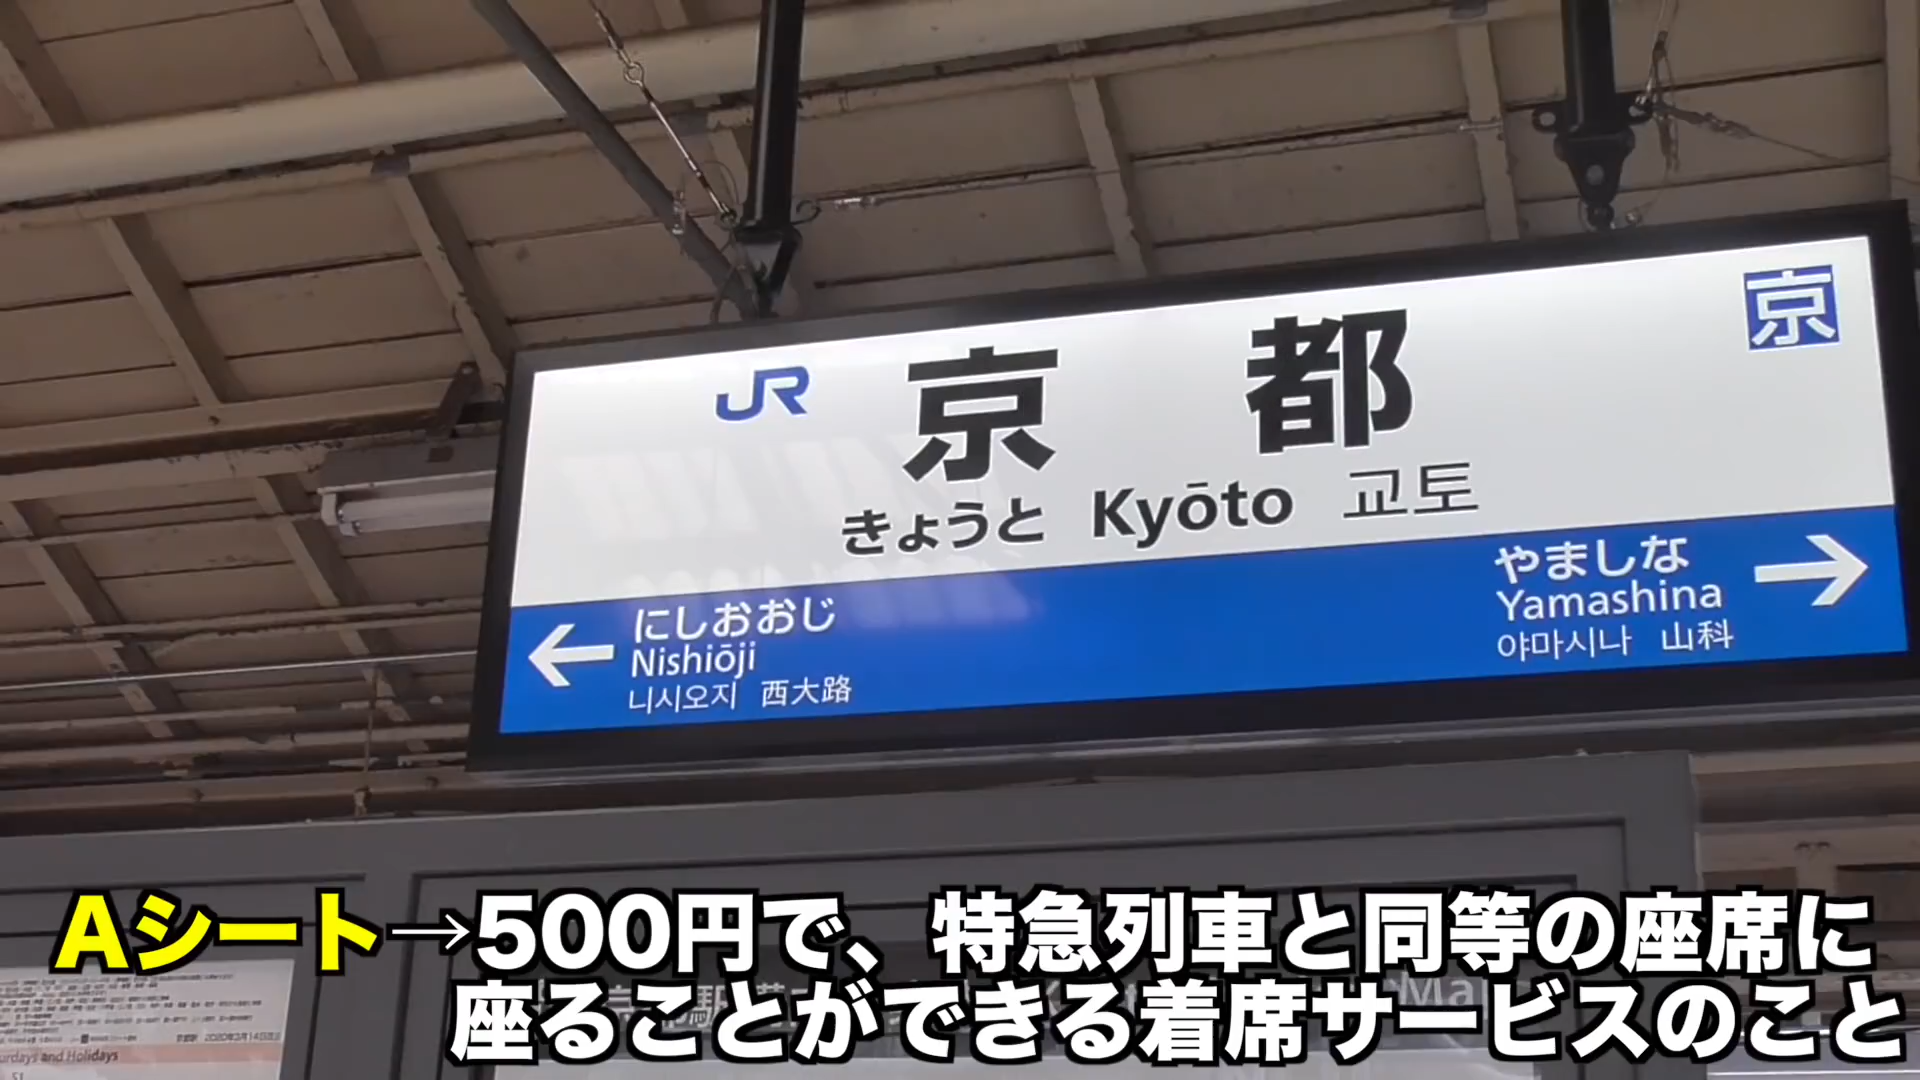 JR 京都 京
きょうと Kyōto 교토
にしおおじ
Nishiōji
니시오지 西大路
やましな
Yamashina
야마시나 山科
Aシート→500円で、特急列車と同等の座席に
座ることができる着席サービスのこと
urdays and Holidays